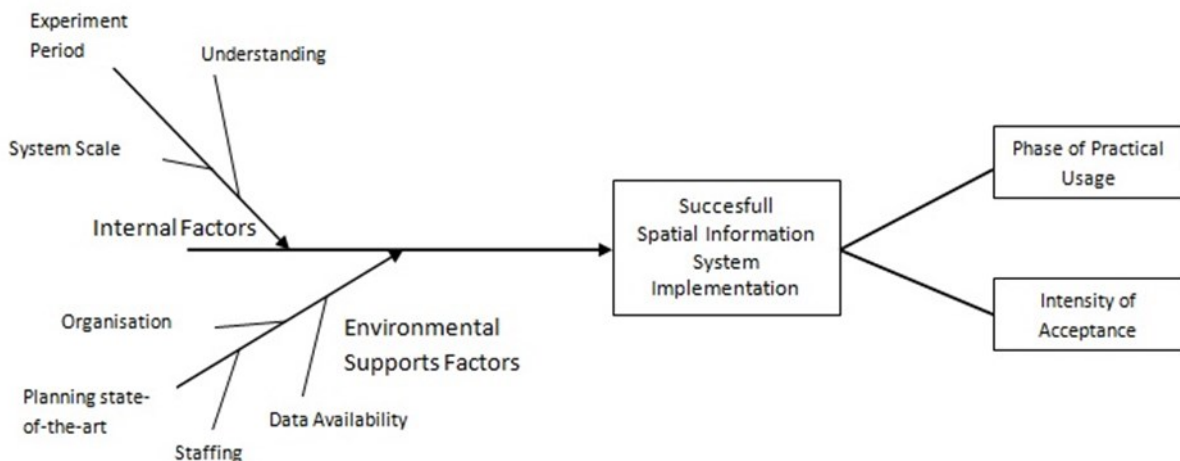 Experiment
Period
Understanding
System Scale
Internal Factors
Organisation
Environmental
Supports Factors
Planning state-
of-the-art
Data Availability
Staffing
Succesfull
Spatial Information
System
Implementation
Phase of Practical
Usage
Intensity of
Acceptance